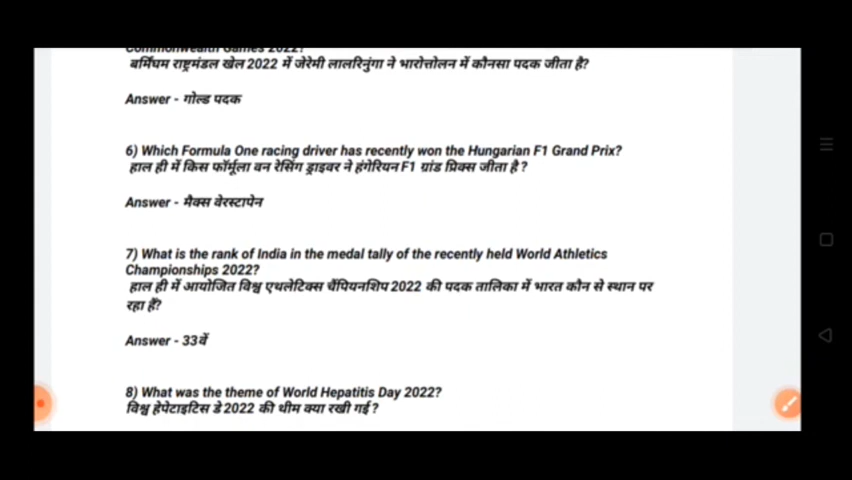 Commonwealth Games 2022?
बर्मिंघम राष्ट्रमंडल खेल 2022 में जेरेमी लालरिनुंगा ने भारोत्तोलन में कौनसा पदक जीता है?
Answer - गोल्ड पदक
6) Which Formula One racing driver has recently won the Hungarian F1 Grand Prix?
हाल ही में किस फॉर्मूला वन रेसिंग ड्राइवर ने हंगेरियन F1 ग्रांड प्रिक्स जीता है?
Answer - मैक्स वेरस्टापेन
7) What is the rank of India in the medal tally of the recently held World Athletics
Championships 2022?
हाल ही में आयोजित विश्व एथलेटिक्स चैंपियनशिप 2022 की पदक तालिका में भारत कौन से स्थान पर
रहा हैं?
Answer - 33वें
8) What was the theme of World Hepatitis Day 2022?
विश्व हेपेटाइटिस डे 2022 की थीम क्या रखी गई?